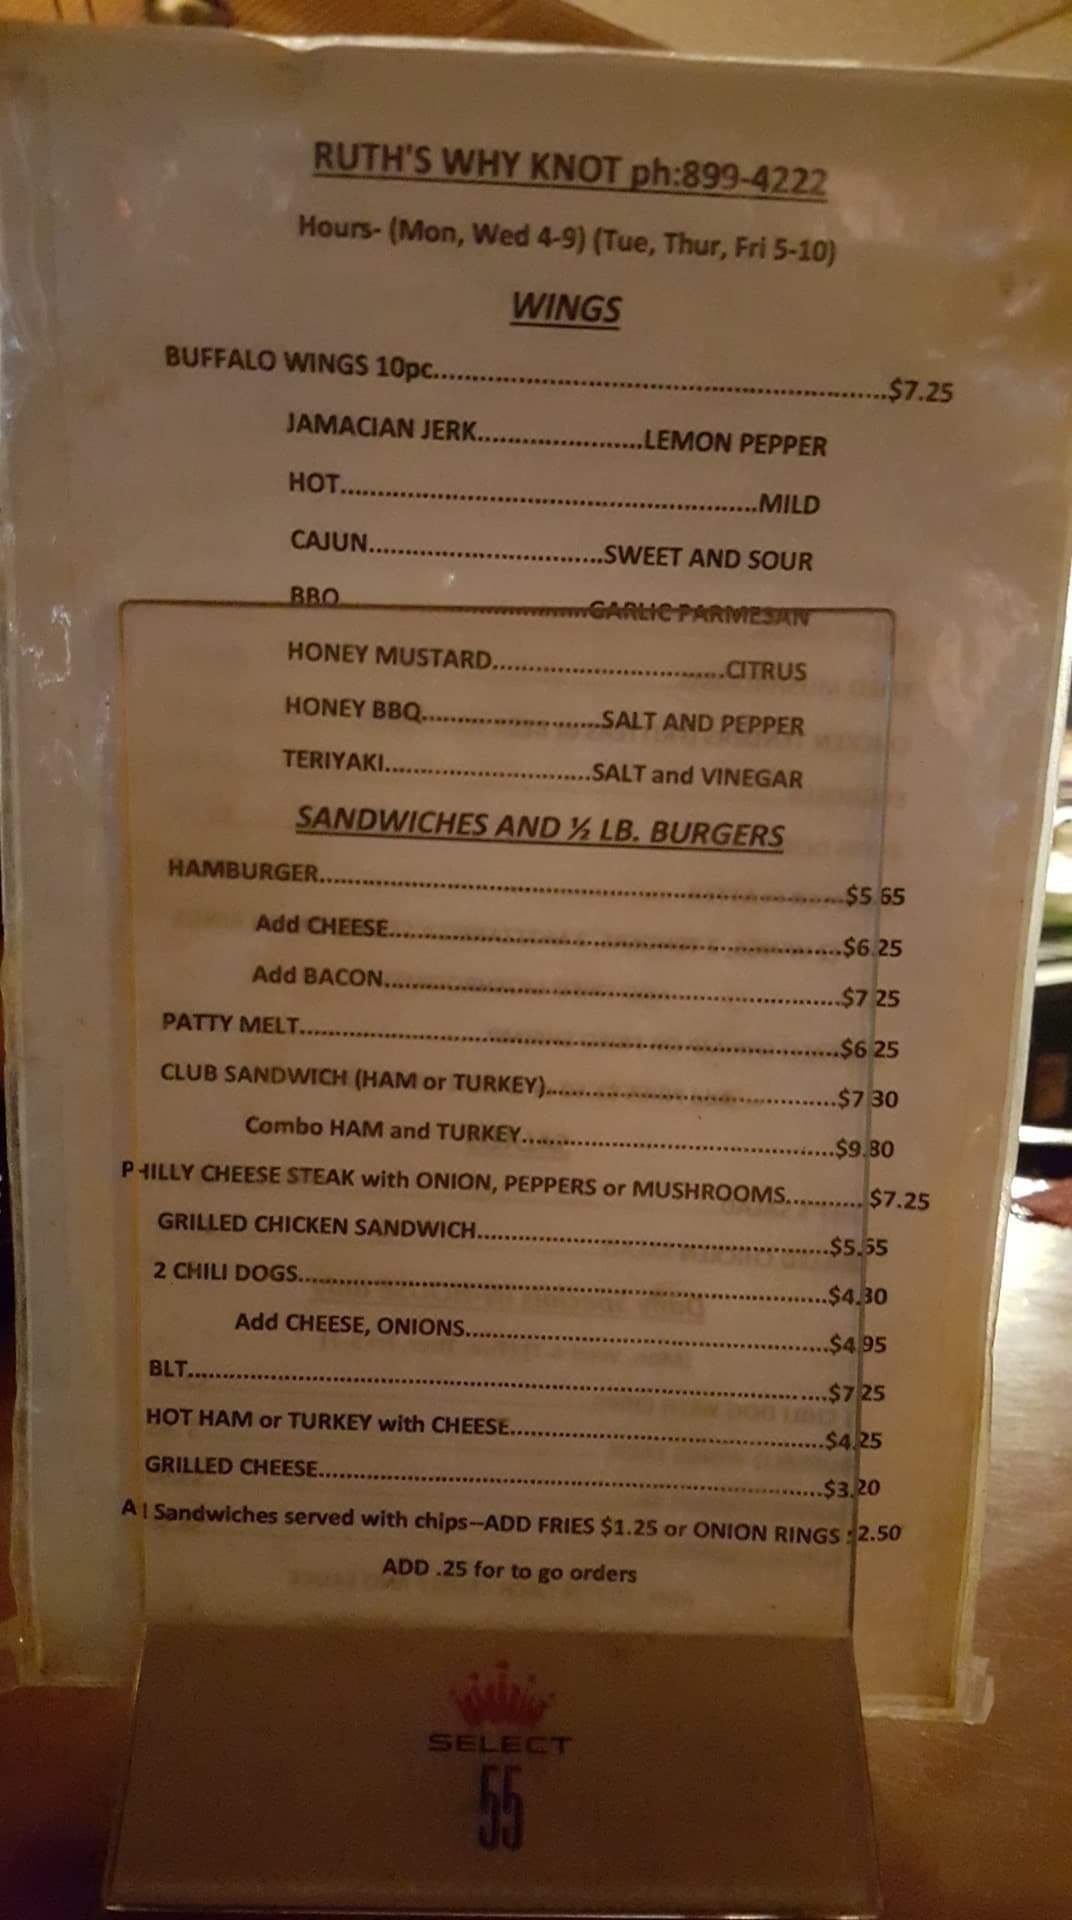 RUTH'S WHY KNOT ph:899-4222
Hours- (Mon, Wed 4-9) (Tue, Thur, Fri 5-10)
WINGS
BUFFALO WINGS 10pc..........$7.25
JAMACIAN JERK..........LEMON PEPPER
HOT..........MILD
CAJUN..........SWEET AND SOUR
BBQ..........GARLIC PARMESAN
HONEY MUSTARD..........CITRUS
HONEY BBQ..........SALT AND PEPPER
TERIYAKI..........SALT and VINEGAR
SANDWICHES AND ½ LB. BURGERS
HAMBURGER..........$5.65
Add CHEESE..........$6.25
Add BACON..........$7.25
PATTY MELT..........$6.25
CLUB SANDWICH (HAM or TURKEY)..........$7.30
Combo HAM and TURKEY..........$9.80
PHILLY CHEESE STEAK with ONION, PEPPERS or MUSHROOMS..........$7.25
GRILLED CHICKEN SANDWICH..........
2 CHILI DOGS..........
Add CHEESE, ONIONS..........$4.95
BLT..........$7.25
HOT HAM or TURKEY with CHEESE..........$4.25
GRILLED CHEESE..........$3.20
All Sandwiches served with chips--ADD FRIES $1.25 or ONION RINGS $2.50
ADD .25 for to go orders
SELECT
55